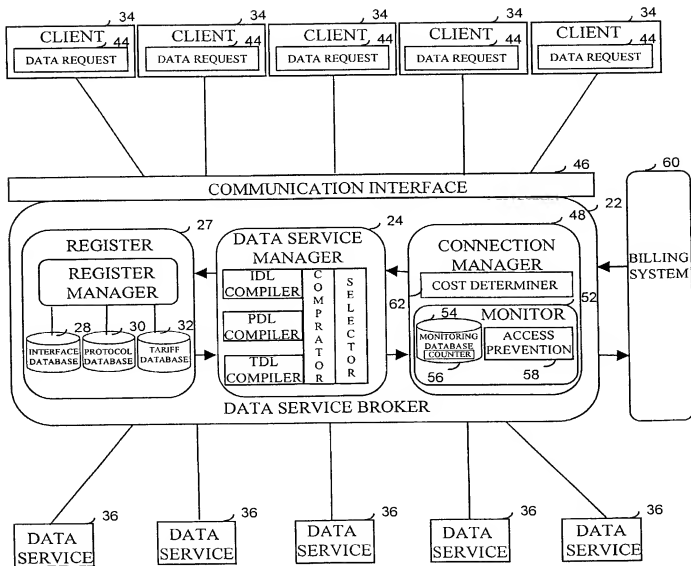 34 34 34 34 34
CLIENT CLIENT CLIENT CLIENT CLIENT
44 44 44 44 44
DATA REQUEST DATA REQUEST DATA REQUEST DATA REQUEST DATA REQUEST
46
COMMUNICATION INTERFACE
60
BILLING
SYSTEM
22
27
REGISTER
REGISTER
MANAGER
28 30 32
INTERFACE
DATABASE
PROTOCOL
DATABASE
TARIFF
DATABASE
24
DATA SERVICE
MANAGER
IDL
COMPILER
PDL
COMPILER
TDL
COMPILER
COMPRATOR
SELECTOR
48
CONNECTION
MANAGER
62
COST DETERMINER
52
54
MONITOR
MONITORING
DATABASE
COUNTER
56
ACCESS
PREVENTION
58
DATA SERVICE BROKER
36 36 36 36 36
DATA
SERVICE
DATA
SERVICE
DATA
SERVICE
DATA
SERVICE
DATA
SERVICE